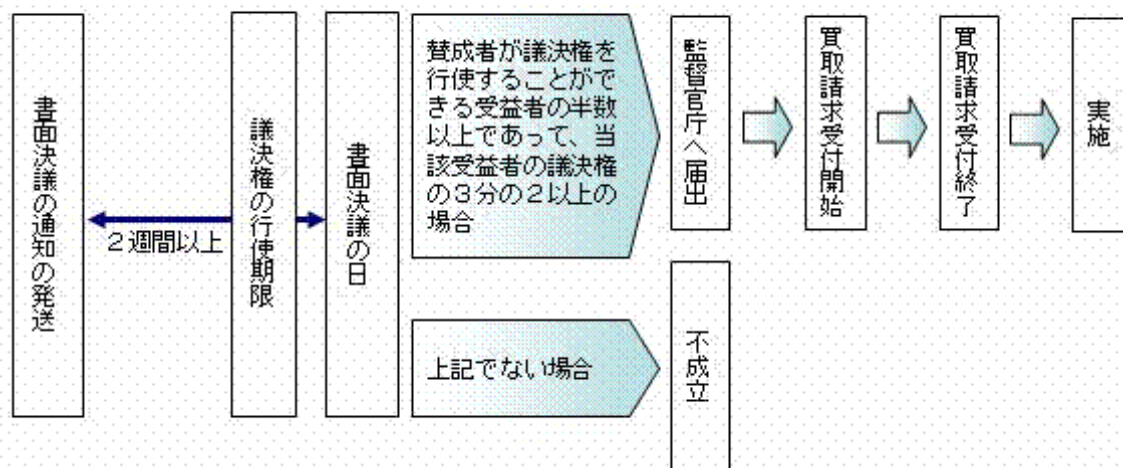 書面決議の通知の発送
２週間以上
議決権の行使期限
書面決議の日
賛成者が議決権を
行使することがで
きる受益者の半数
以上であって、当
該受益者の議決権
の３分の２以上の
場合
監督官庁へ届出
買取請求受付開始
買取請求受付終了
実施
上記でない場合
不成立